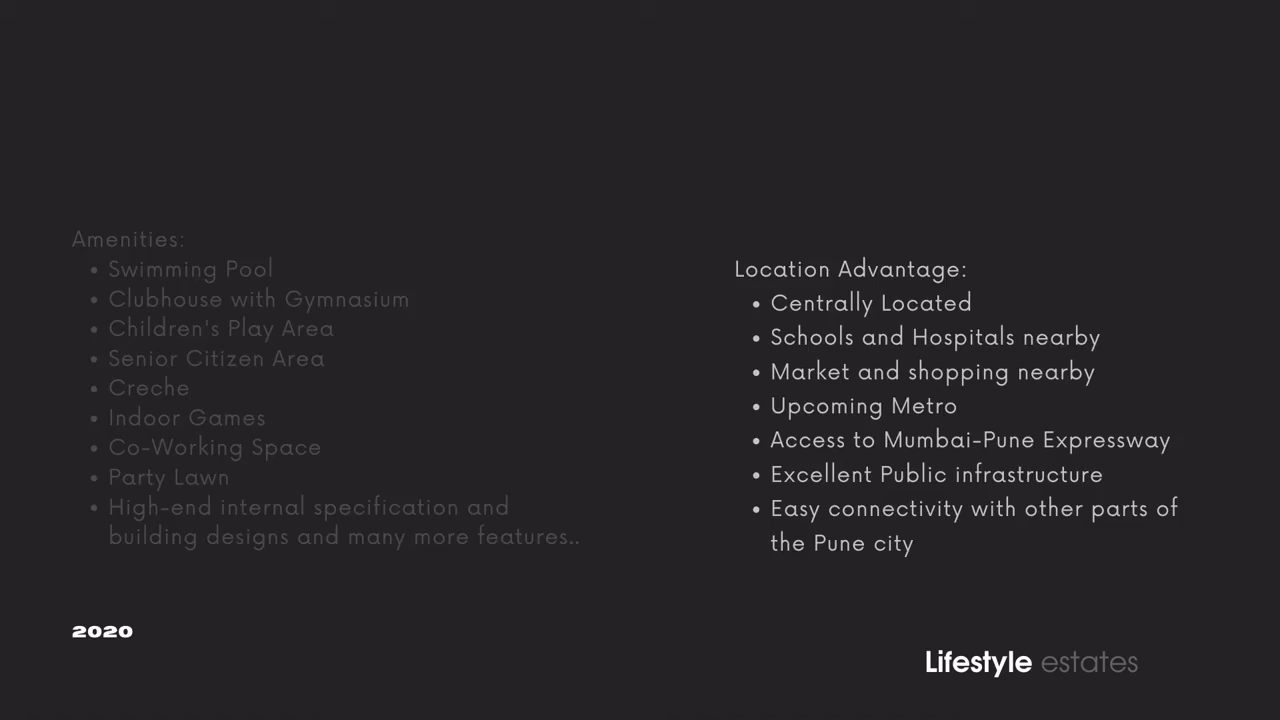 Amenities:
• Swimming Pool
• Clubhouse with Gymnasium
• Children's Play Area
• Senior Citizen Area
• Creche
• Indoor Games
• Co-Working Space
• Party Lawn
• High-end internal specification and
building designs and many more features..
Location Advantage:
• Centrally Located
• Schools and Hospitals nearby
• Market and shopping nearby
• Upcoming Metro
• Access to Mumbai-Pune Expressway
• Excellent Public infrastructure
• Easy connectivity with other parts of
the Pune city
2020
Lifestyle estates